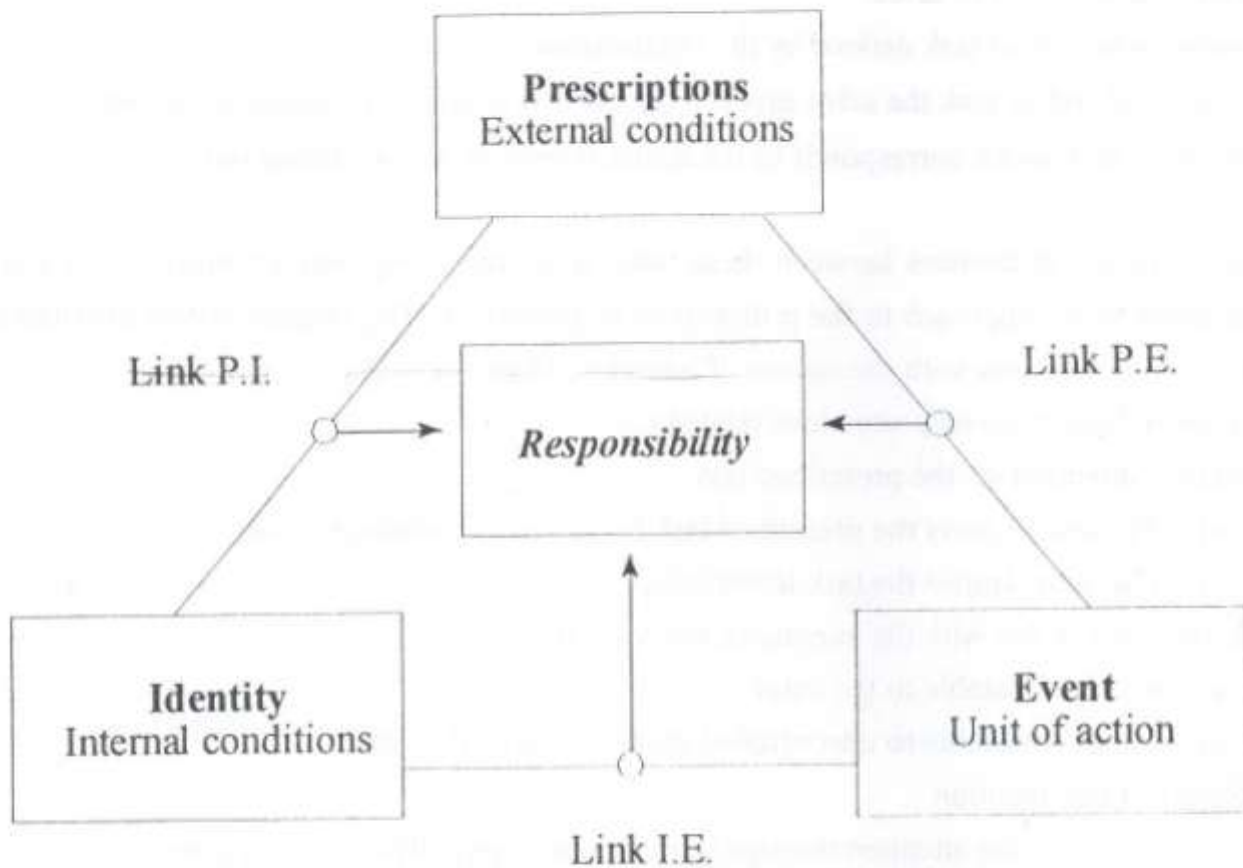 Prescriptions
External conditions
Link P.I.
Link P.E.
Responsibility
Identity
Internal conditions
Event
Unit of action
Link I.E.